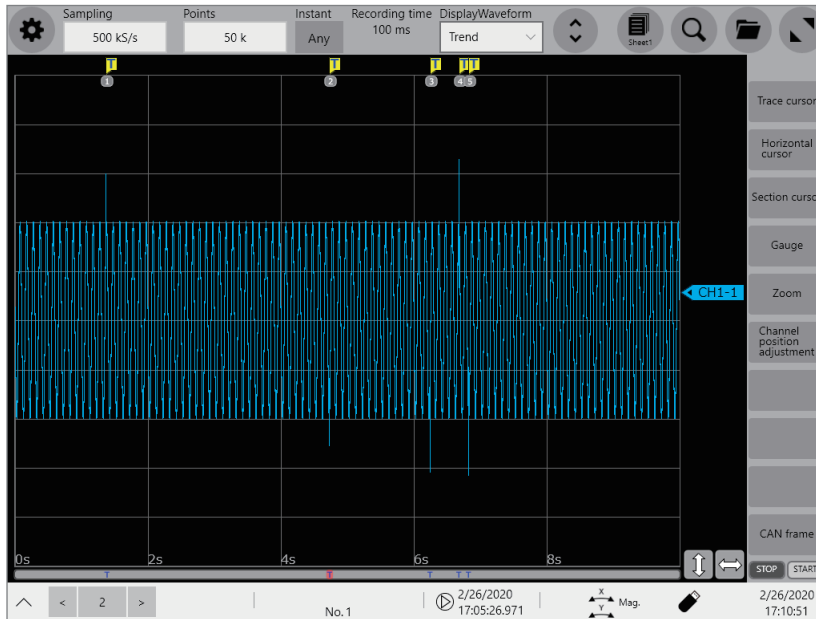 Sampling
500 kS/s
Points
50 k
Instant
Any
Recording time
100 ms
DisplayWaveform
Trend
Sheet1
T T T T T
1 2 3 4 5
CH1-1
0s 2s 4s 6s 8s
T T T T T
Trace cursor
Horizontal
cursor
Section curso
Gauge
Zoom
Channel
position
adjustment
CAN frame
STOP START
< 2 >
No. 1
2/26/2020
17:05:26.971
X
Y
Mag.
2/26/2020
17:10:51